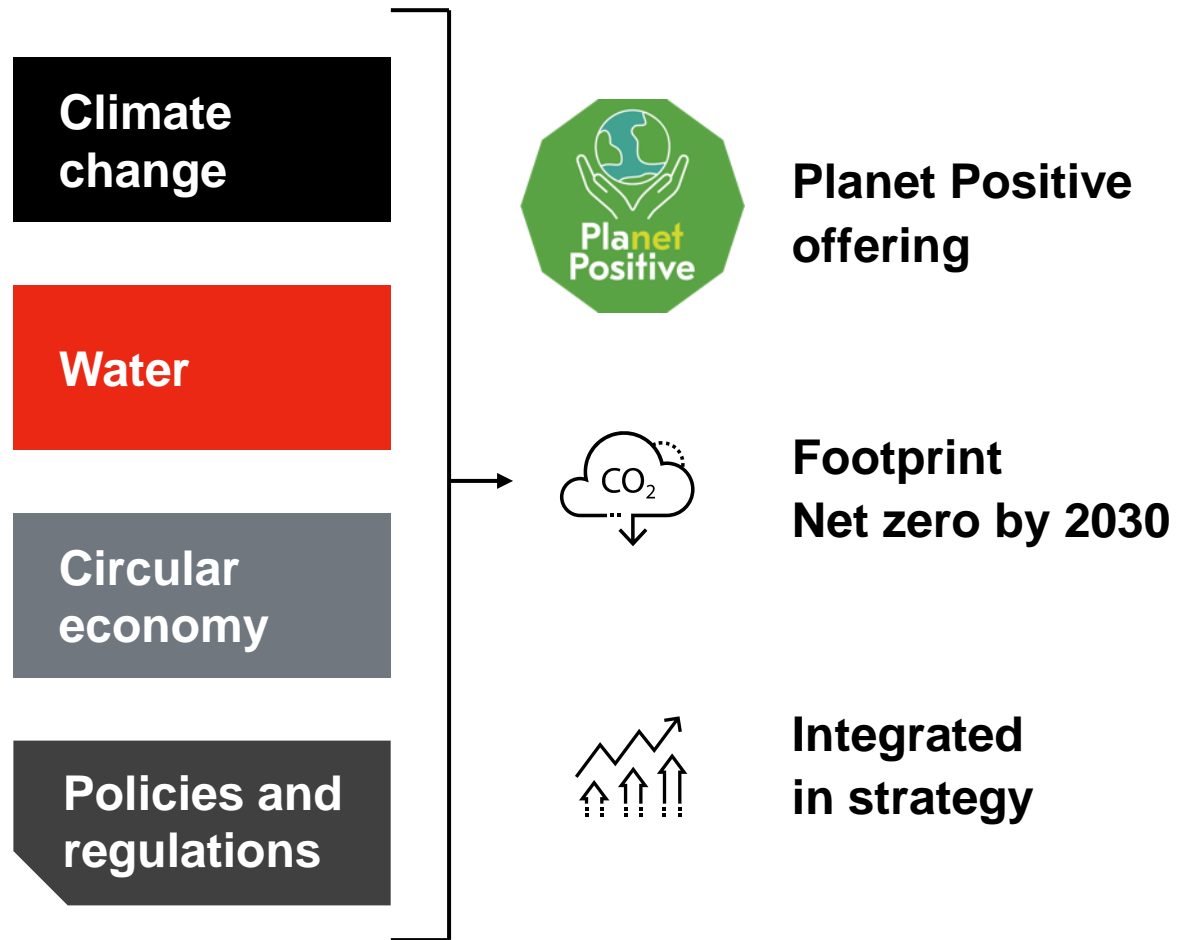 Climate
change
Water
Circular
economy
Policies and
regulations
Planet
Positive
Planet Positive
offering
CO₂
Footprint
Net zero by 2030
Integrated
in strategy